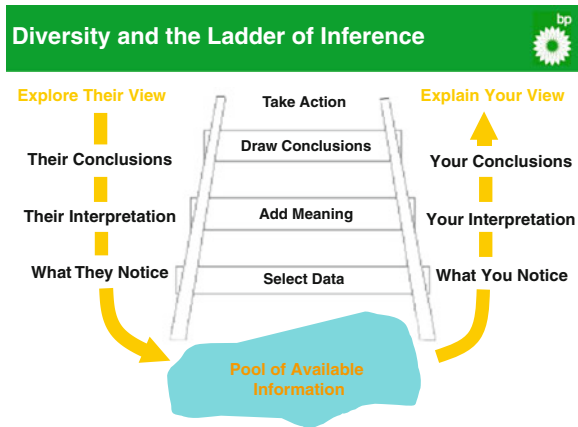 Diversity and the Ladder of Inference
bp
Explore Their View
Their Conclusions
Their Interpretation
What They Notice
Take Action
Draw Conclusions
Add Meaning
Select Data
Pool of Available
Information
Explain Your View
Your Conclusions
Your Interpretation
What You Notice